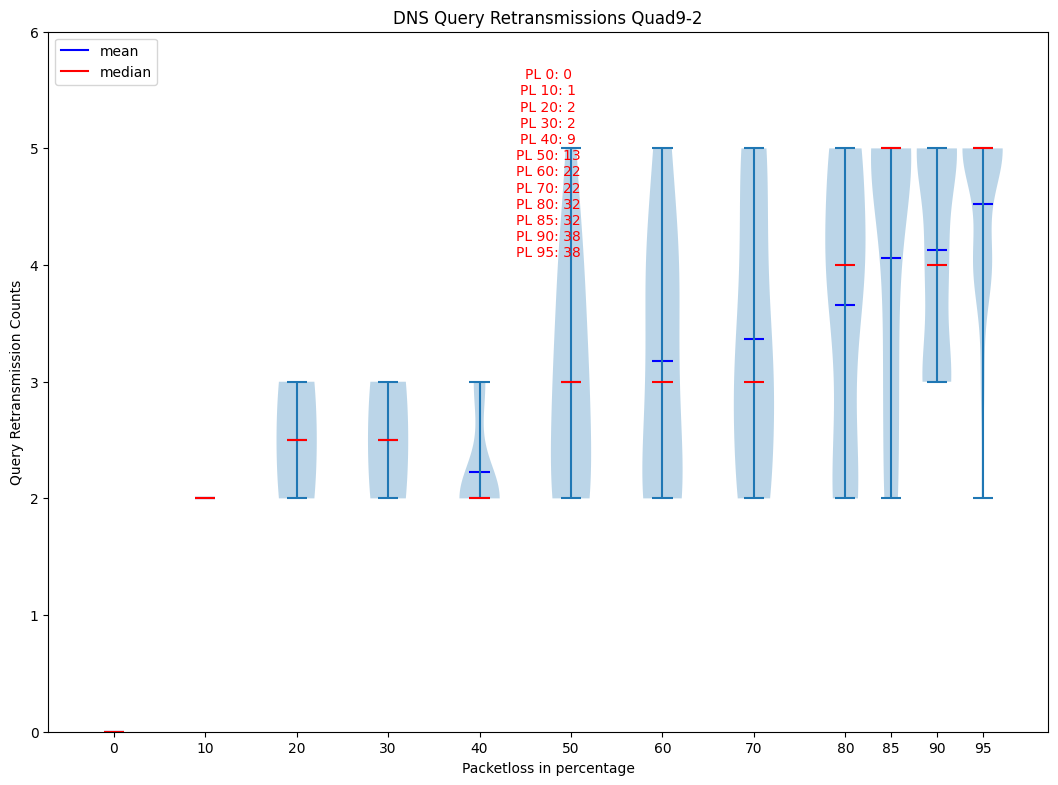 DNS Query Retransmissions Quad9-2
mean
median
PL 0: 0
PL 10: 1
PL 20: 2
PL 30: 2
PL 40: 9
PL 50: 13
PL 60: 22
PL 70: 22
PL 80: 32
PL 85: 32
PL 90: 38
PL 95: 38
6
5
4
3
2
1
0
Query Retransmission Counts
0 10 20 30 40 50 60 70 80 85 90 95
Packetloss in percentage